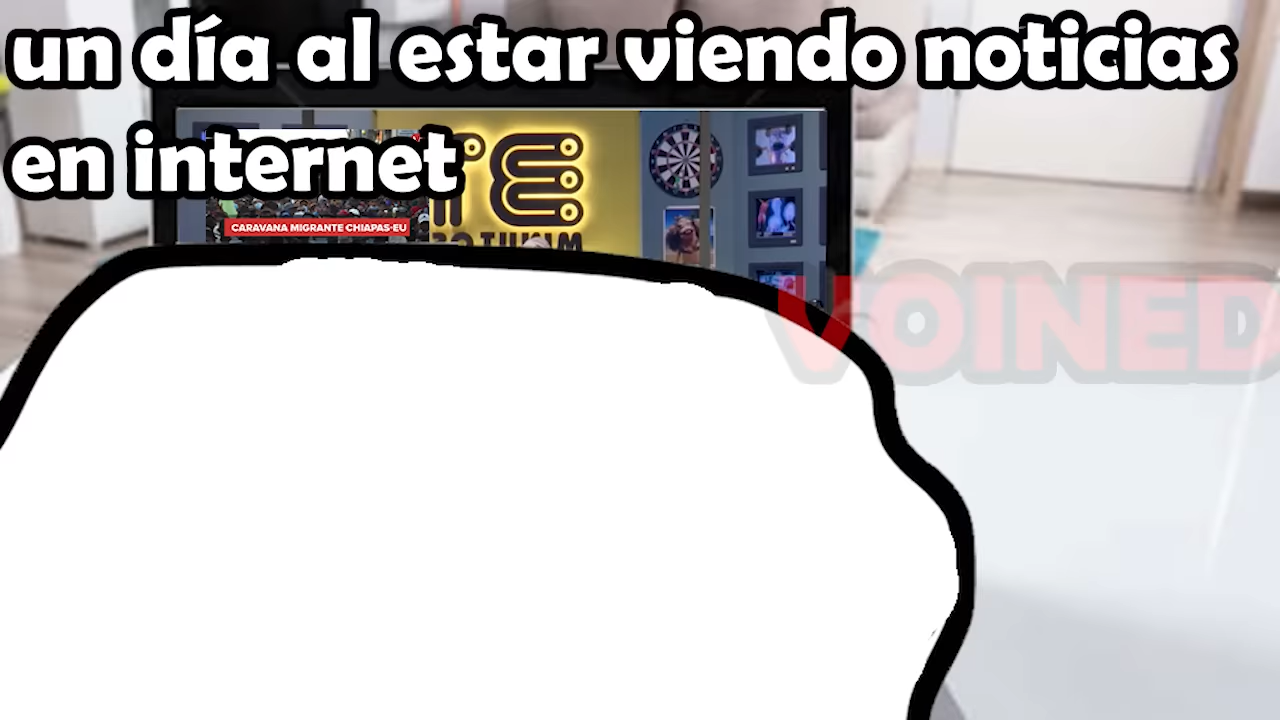 un día al estar viendo noticias
en internet
CARAVANA MIGRANTE CHIAPAS-EU
VOINED